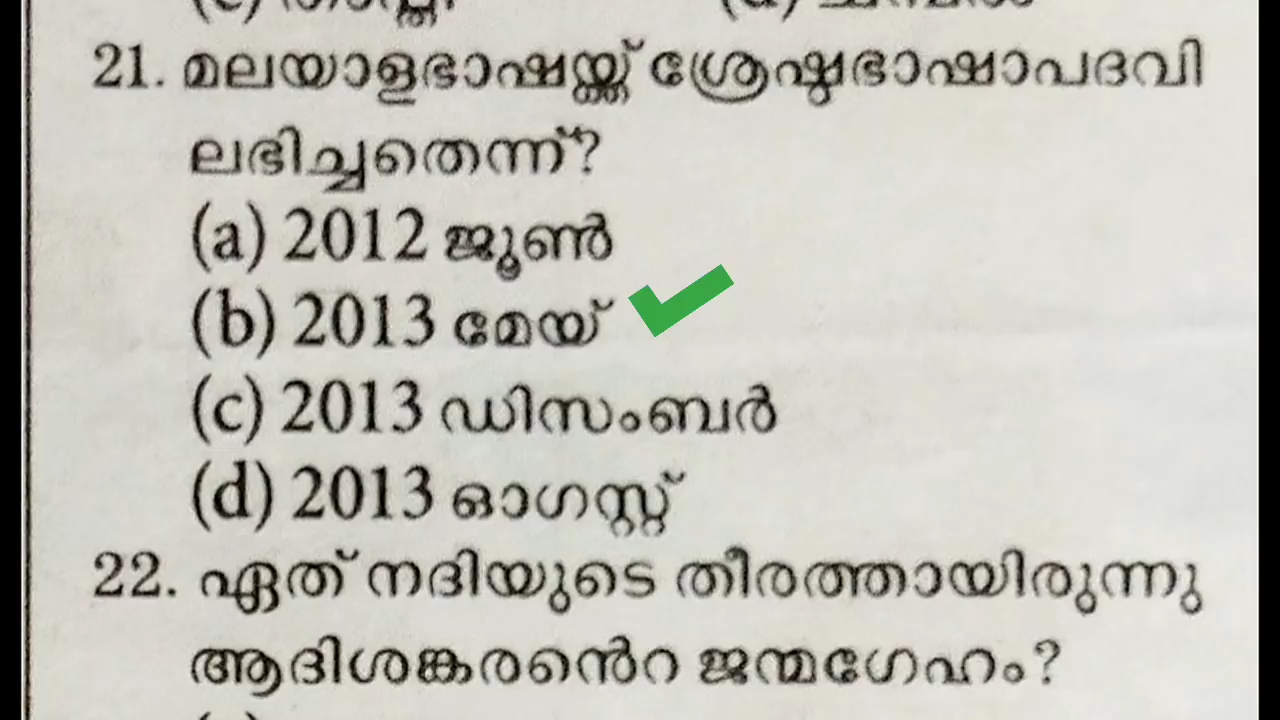 21. മലയാളഭാഷയ്ക്ക് ശ്രേഷ്ഠഭാഷാപദവി
ലഭിച്ചതെന്ന്?
(a) 2012 ജൂൺ
(b) 2013 മേയ്
(c) 2013 ഡിസംബർ
(d) 2013 ഓഗസ്റ്റ്
22. ഏത് നദിയുടെ തീരത്തായിരുന്നു
ആദിശങ്കരന്റെ ജന്മഗേഹം?